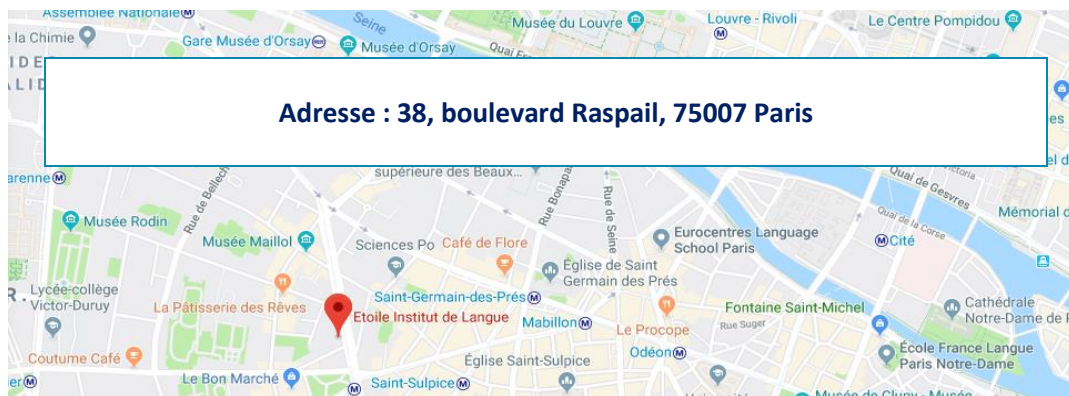 Assemblée Nationale
Seine
Musée du Louvre
Louvre - Rivoli
Le Centre Pompidou
la Chimie
Gare Musée d'Orsay
Musée d'Orsay
Quai
Adresse : 38, boulevard Raspail, 75007 Paris
supérieure des Beaux...
Rue de Bellech
Rue Bonapa
Rue de Seine
Quai de Gesvres
Quai de la Corse
Musée Rodin
Mémorial d
Musée Maillol
Sciences Po
Café de Flore
Eurocentres Language
School Paris
Cité
Église de Saint
Germain des Prés
Lycée-collège
Victor-Duruy
La Pâtisserie des Rêves
Saint-Germain-des-Prés
Etoile Institut de Langue
Mabillon
Le Procope
Fontaine Saint-Michel
Rue Suger
Cathédrale
Notre-Dame de P
Coutume Café
Église Saint-Sulpice
Odéon
École France Langue
Paris Notre-Dame
Le Bon Marché
Saint-Sulpice
Musée de Cluny - Musée